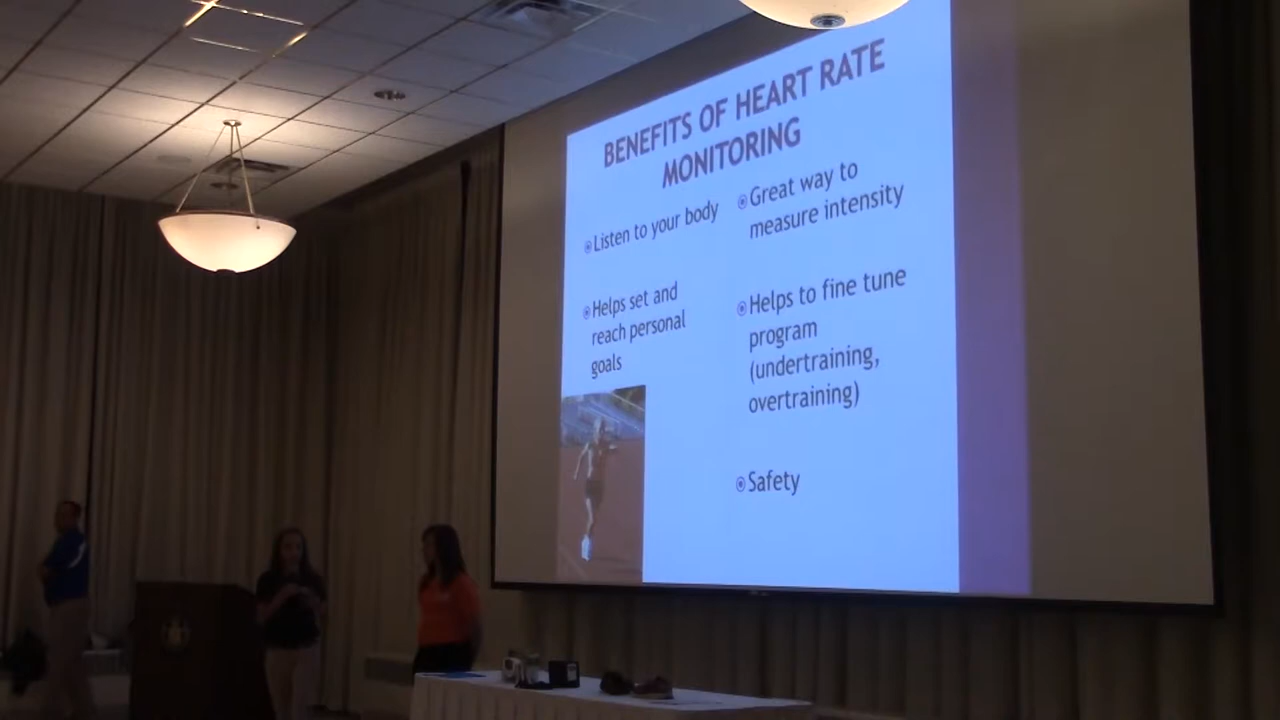 BENEFITS OF HEART RATE
MONITORING
Listen to your body
Helps set and
reach personal
goals
Great way to
measure intensity
Helps to fine tune
program
(undertraining,
overtraining)
Safety